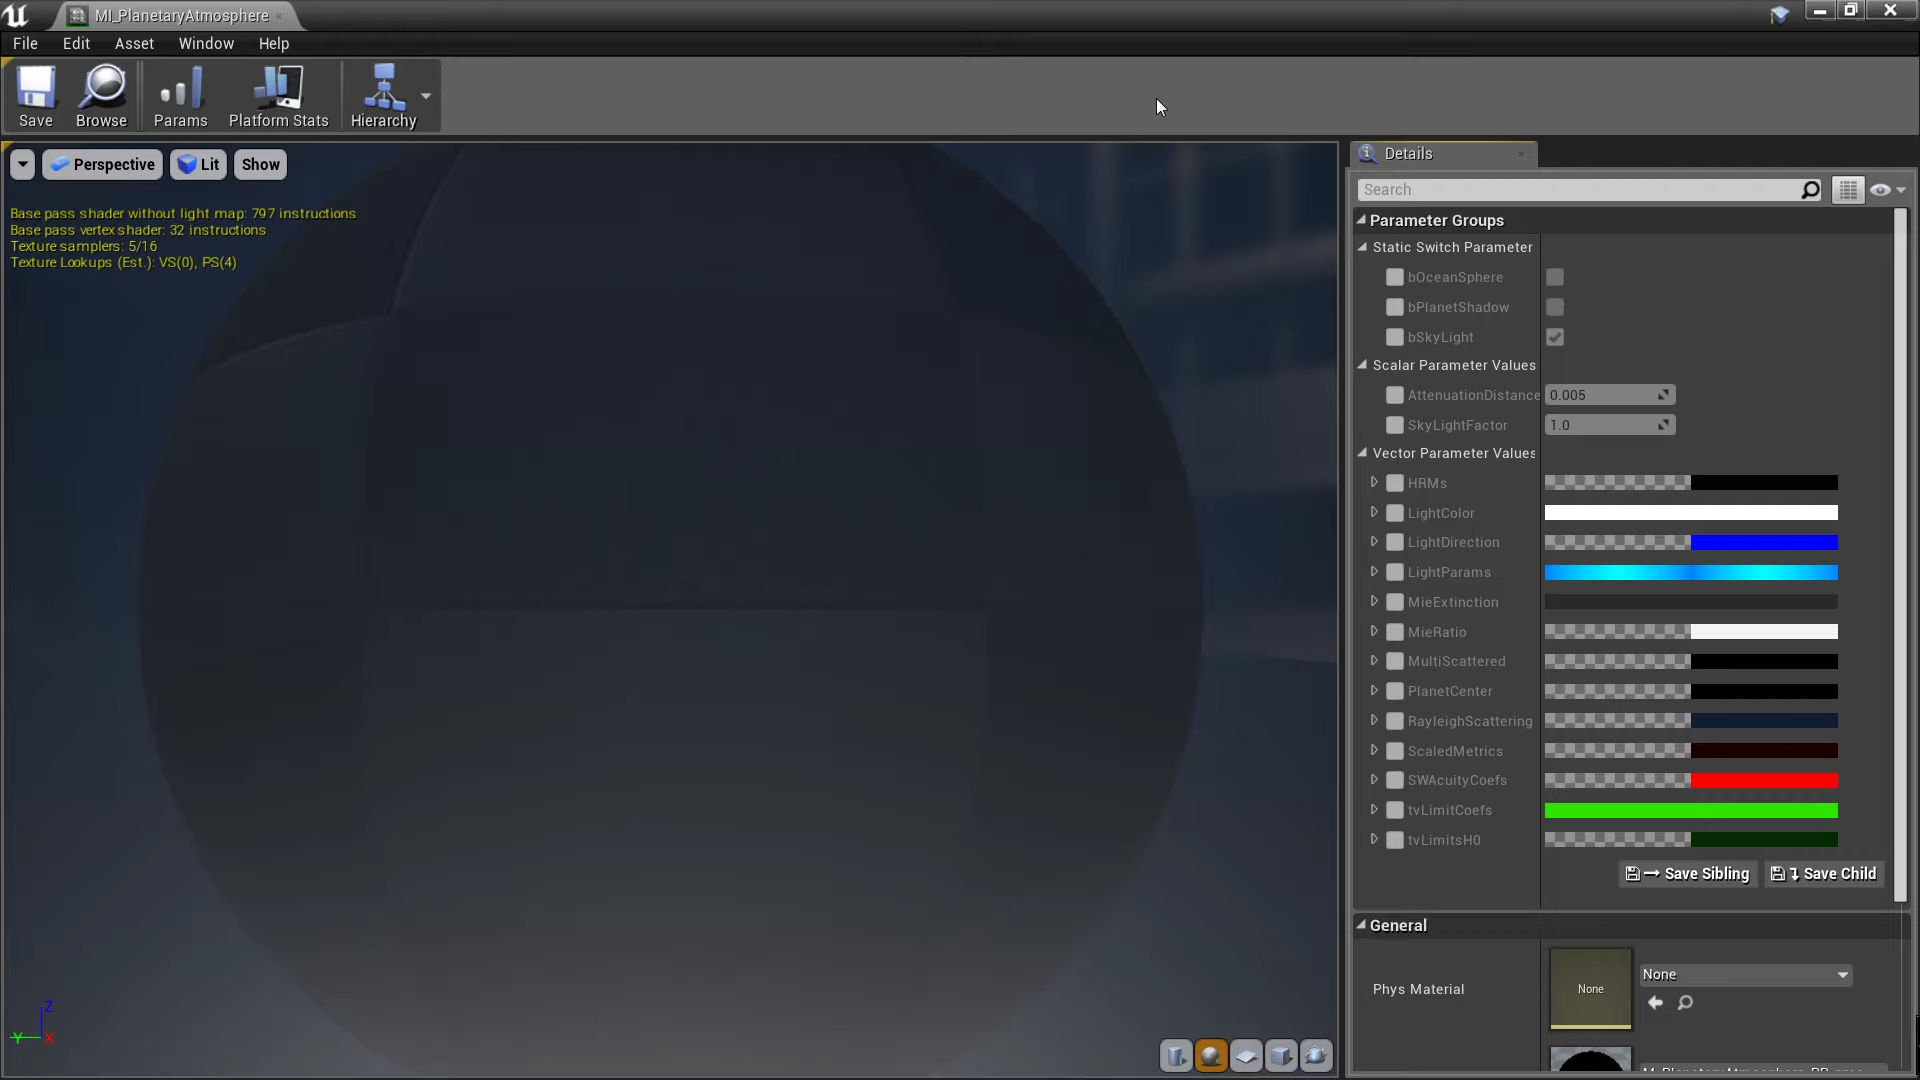 MI_PlanetaryAtmosphere
File Edit Asset Window Help
Save Browse Params Platform Stats Hierarchy
Perspective Lit Show
Base pass shader without light map: 797 instructions
Base pass vertex shader: 32 instructions
Texture samplers: 5/16
Texture Lookups (Est.): VS(0), PS(4)
Z
Y X
Details
Search
Parameter Groups
Static Switch Parameter
bOceanSphere
bPlanetShadow
bSkyLight
Scalar Parameter Values
AttenuationDistance 0.005
SkyLightFactor 1.0
Vector Parameter Values
HRMs
LightColor
LightDirection
LightParams
MieExtinction
MieRatio
MultiScattered
PlanetCenter
RayleighScattering
ScaledMetrics
SWAcuityCoefs
tvLimitCoefs
tvLimitsH0
Save Sibling Save Child
General
Phys Material None None